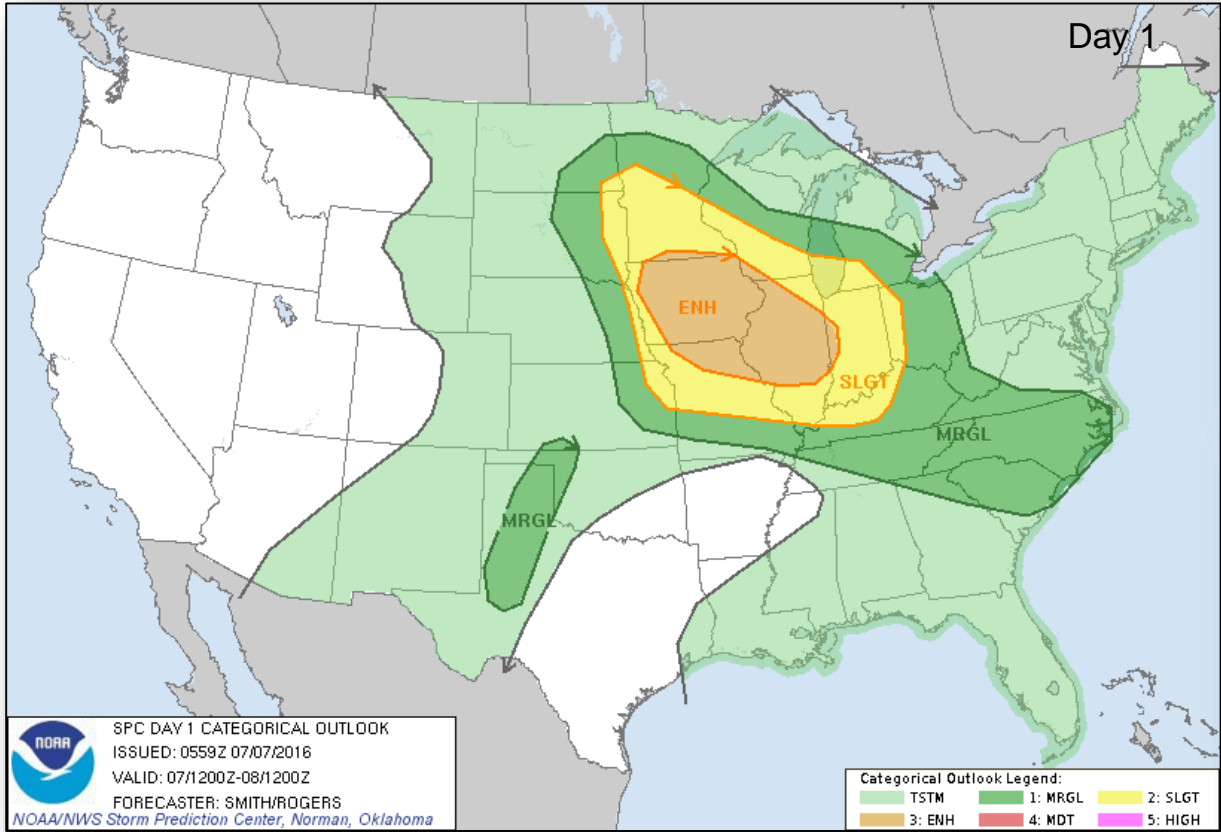 Day 1
ENH
SLGT
MRGL
MRGL
NOAA
SPC DAY 1 CATEGORICAL OUTLOOK
ISSUED: 0559Z 07/07/2016
VALID: 07/1200Z-08/1200Z
FORECASTER: SMITH/ROGERS
NOAA/NWS Storm Prediction Center, Norman, Oklahoma
Categorical Outlook Legend:
TSTM 1: MRGL 2: SLGT
3: ENH 4: MDT 5: HIGH